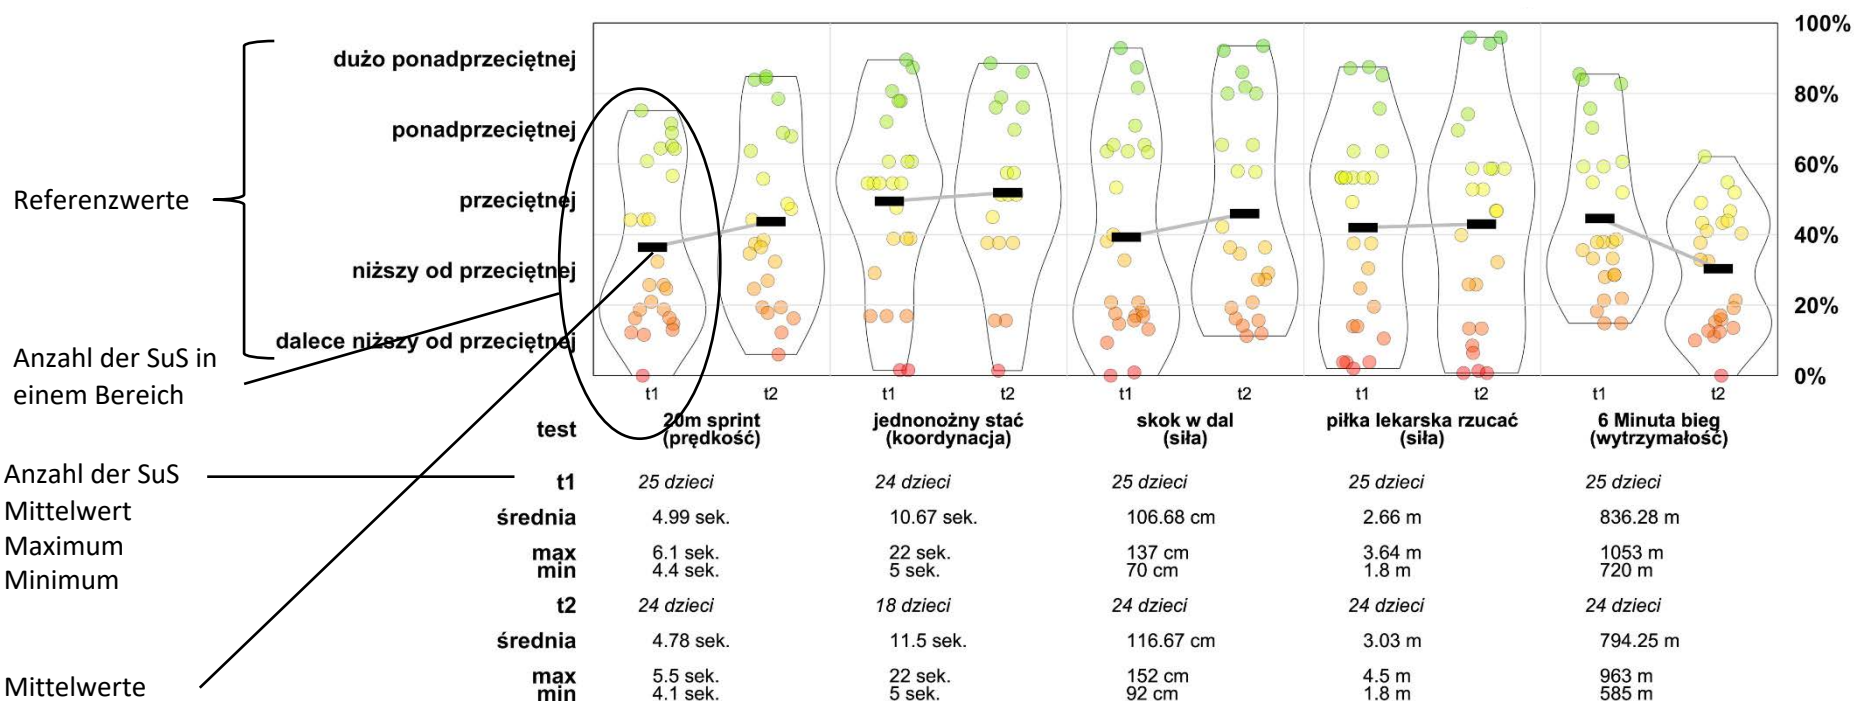 100%
dużo ponadprzeciętnej
80%
ponadprzeciętnej
60%
Referenzwerte
przeciętnej
40%
niższy od przeciętnej
20%
dalece niższy od przeciętnej
Anzahl der SuS in
einem Bereich
0%
t1 t2 t1 t2 t1 t2 t1 t2 t1 t2
test
20m sprint
(prędkość)
jednonożny stać
(koordynacja)
skok w dal
(siła)
piłka lekarska rzucać
(siła)
6 Minuta bieg
(wytrzymałość)
Anzahl der SuS
t1 25 dzieci 24 dzieci 25 dzieci 25 dzieci 25 dzieci
Mittelwert
średnia 4.99 sek. 10.67 sek. 106.68 cm 2.66 m 836.28 m
Maximum
max 6.1 sek. 22 sek. 137 cm 3.64 m 1053 m
Minimum
min 4.4 sek. 5 sek. 70 cm 1.8 m 720 m
t2 24 dzieci 18 dzieci 24 dzieci 24 dzieci 24 dzieci
średnia 4.78 sek. 11.5 sek. 116.67 cm 3.03 m 794.25 m
Mittelwerte
max 5.5 sek. 22 sek. 152 cm 4.5 m 963 m
min 4.1 sek. 5 sek. 92 cm 1.8 m 585 m